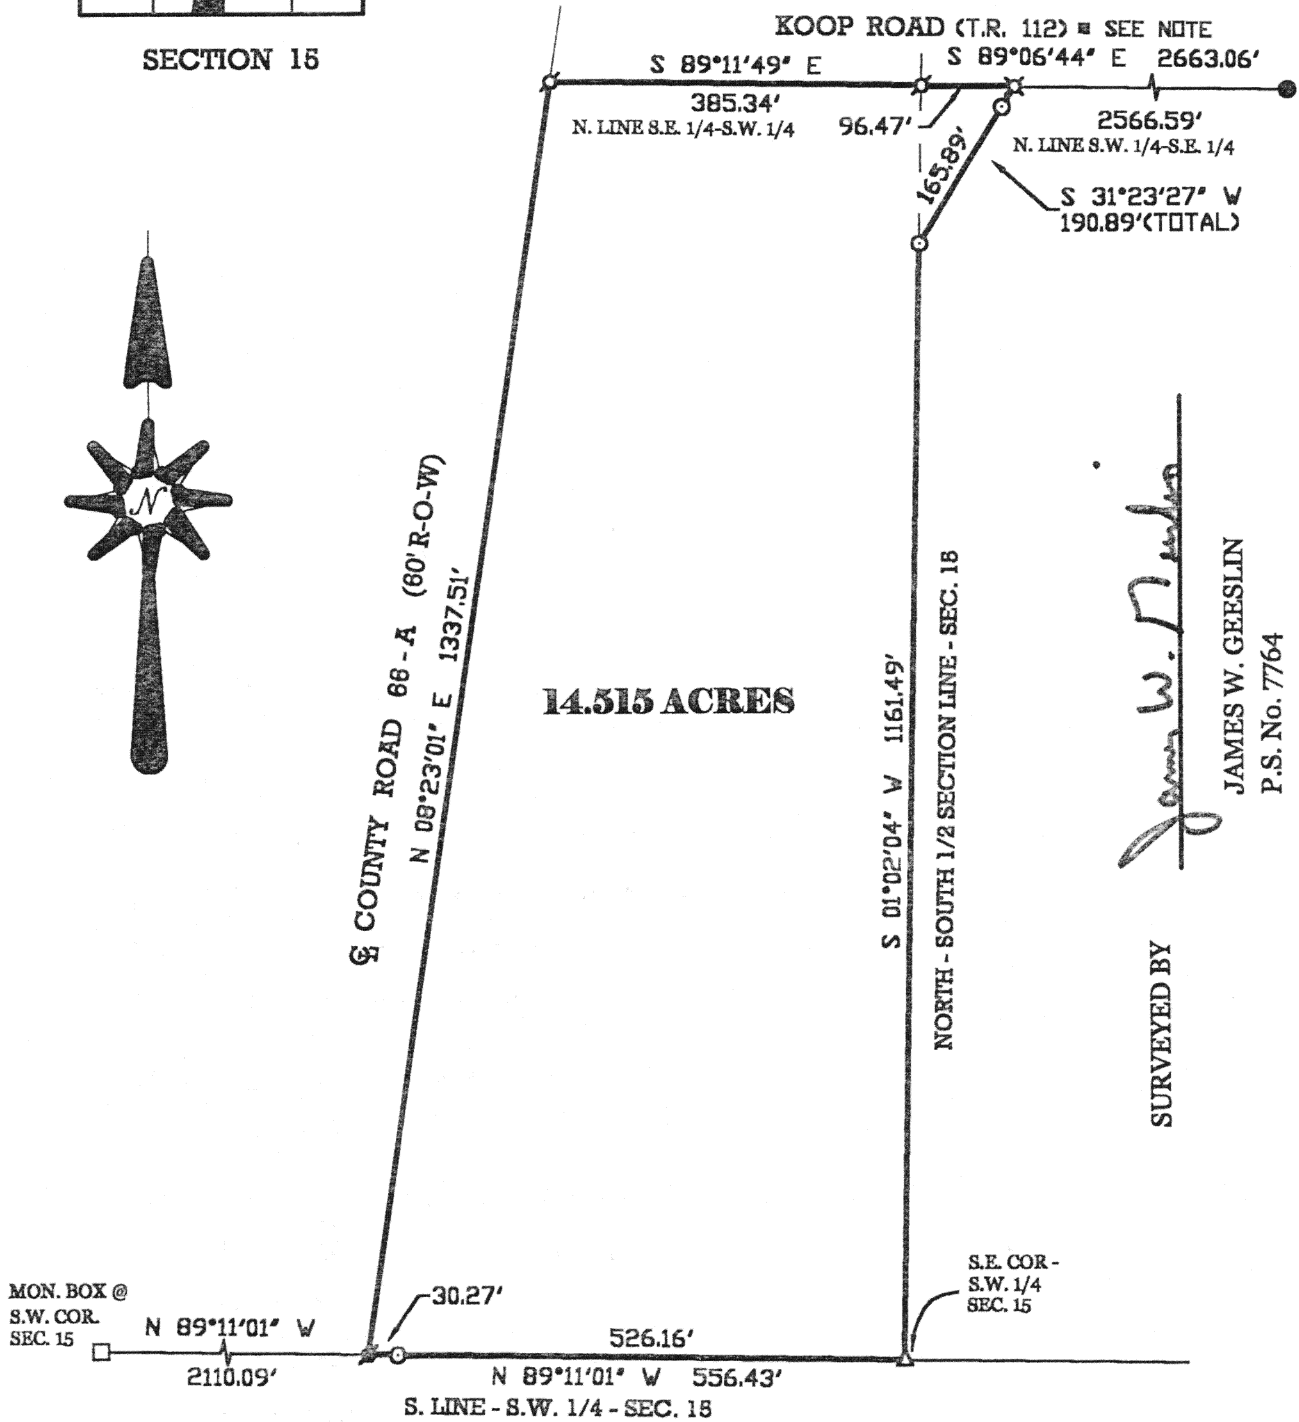 SECTION 15
KOOP ROAD (T.R. 112) SEE NOTE
S 89°11'49" E
S 89°06'44" E 2663.06'
385.34'
N. LINE S.E. 1/4-S.W. 1/4
96.47'
2566.59'
N. LINE S.W. 1/4-S.E. 1/4
165.89'
S 31°23'27" W
190.89'(TOTAL)
N
COUNTY ROAD 66-A (60' R-O-W)
N 08°23'01" E 1337.51'
14.515 ACRES
S 01°02'04" W 1161.49'
NORTH - SOUTH 1/2 SECTION LINE - SEC. 15
SURVEYED BY
James W.
JAMES W. GEESLIN
P.S. No. 7764
MON. BOX @
S.W. COR.
SEC. 15
N 89°11'01" W
2110.09'
30.27'
526.16'
N 89°11'01" W 556.43'
S. LINE - S.W. 1/4 - SEC. 15
S.E. COR -
S.W. 1/4
SEC. 15